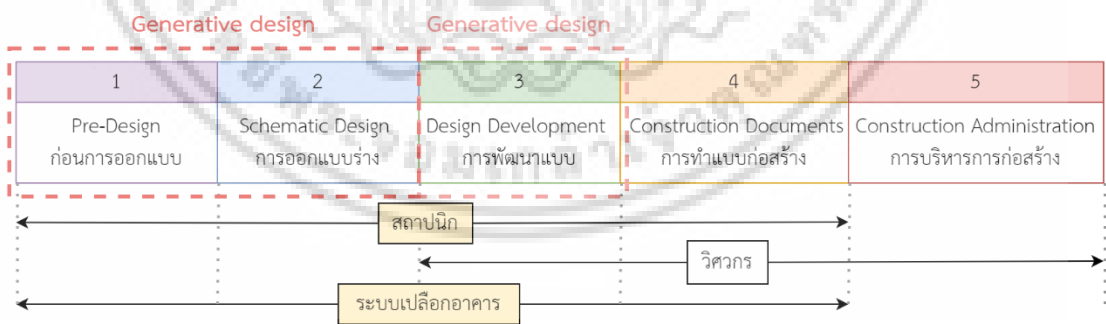 Generative design
Generative design
1
2
3
4
5
Pre-Design
ก่อนการออกแบบ
Schematic Design
การออกแบบร่าง
Design Development
การพัฒนาแบบ
Construction Documents
การทำแบบก่อสร้าง
Construction Administration
การบริหารการก่อสร้าง
สถาปนิก
วิศวกร
ระบบเปลือกอาคาร